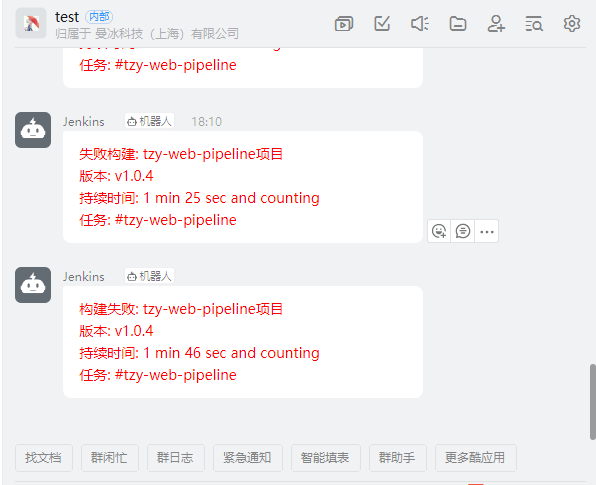 test 内部
归属于 曼冰科技（上海）有限公司
任务: #tzy-web-pipeline
Jenkins 机器人 18:10
失败构建: tzy-web-pipeline项目
版本: v1.0.4
持续时间: 1 min 25 sec and counting
任务: #tzy-web-pipeline
Jenkins 机器人
构建失败: tzy-web-pipeline项目
版本: v1.0.4
持续时间: 1 min 46 sec and counting
任务: #tzy-web-pipeline
找文档 群闲忙 群日志 紧急通知 智能填表 群助手 更多酷应用